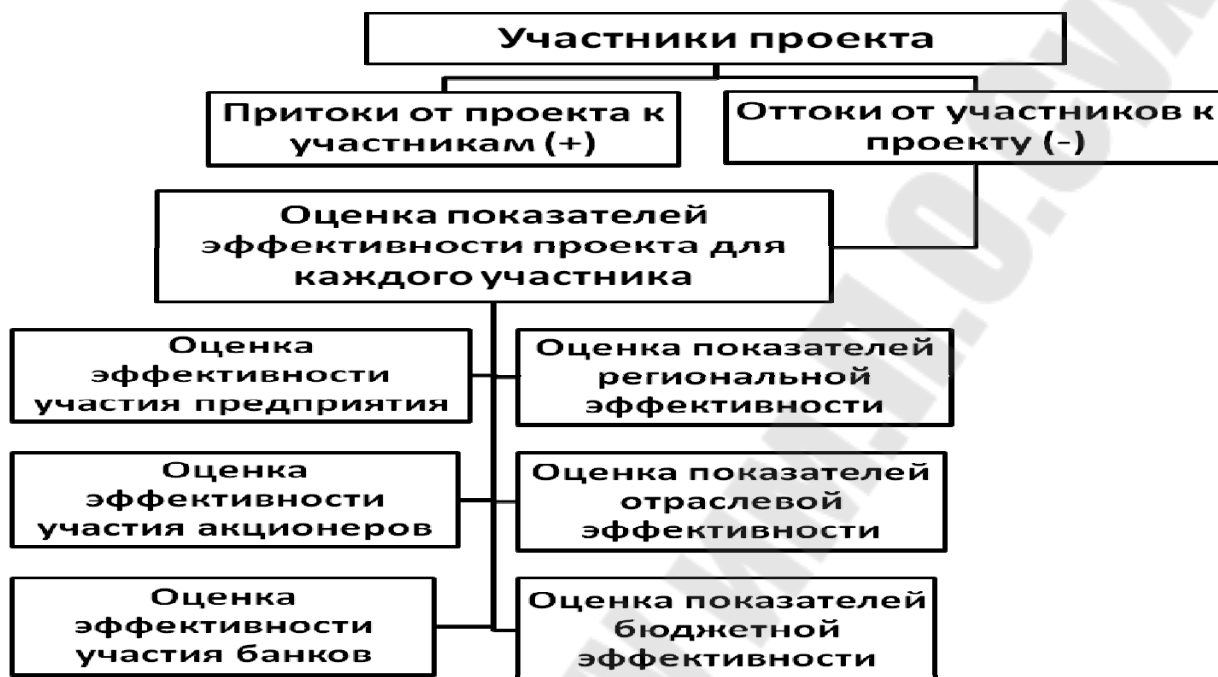 Участники проекта
Притоки от проекта к
участникам (+)
Оттоки от участников к
проекту (-)
Оценка показателей
эффективности проекта для
каждого участника
Оценка
эффективности
участия предприятия
Оценка показателей
региональной
эффективности
Оценка
эффективности
участия акционеров
Оценка показателей
отраслевой
эффективности
Оценка
эффективности
участия банков
Оценка показателей
бюджетной
эффективности